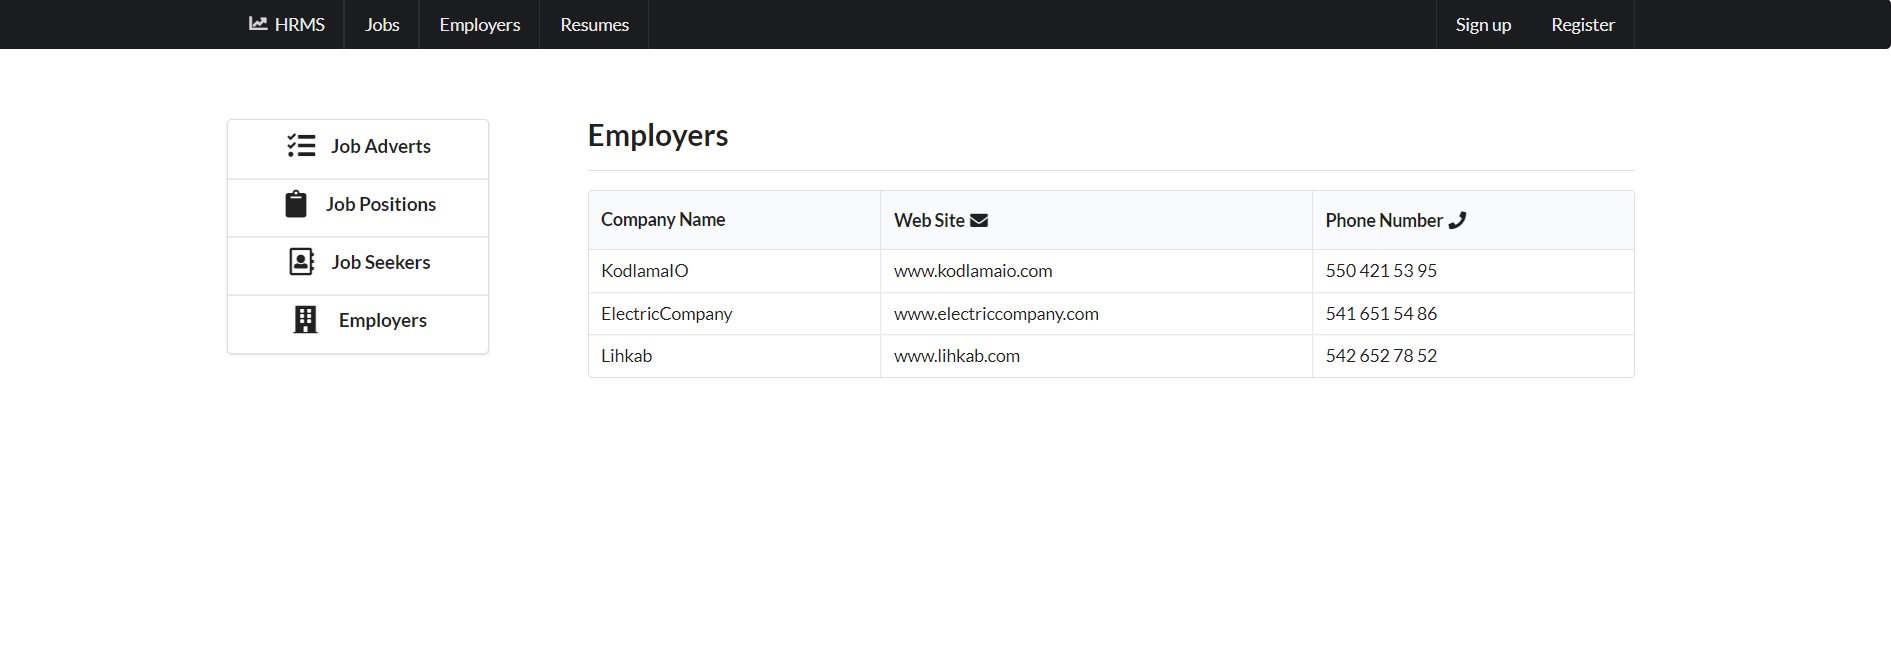 HRMS Jobs Employers Resumes Sign up Register
Job Adverts
Job Positions
Job Seekers
Employers
Employers
Company Name Web Site Phone Number
KodlamaIO www.kodlamaio.com 550 421 53 95
ElectricCompany www.electriccompany.com 541 651 54 86
Lihkab www.lihkab.com 542 652 78 52